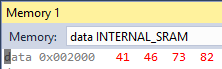 Memory 1
Memory: data INTERNAL_SRAM
data 0x002000 41 46 73 82